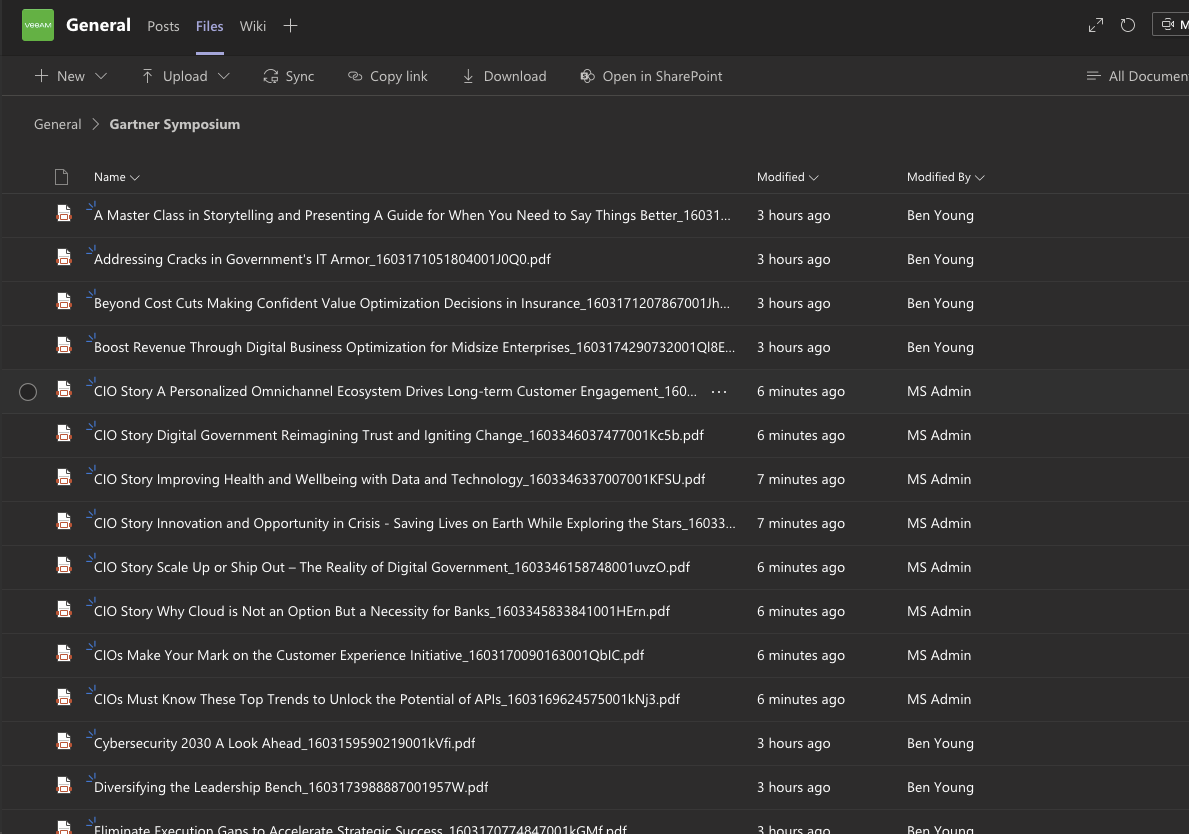 veeam General Posts Files Wiki
M
New Upload Sync Copy link Download Open in SharePoint All Documen
General > Gartner Symposium
Name Modified Modified By
A Master Class in Storytelling and Presenting A Guide for When You Need to Say Things Better_16031... 3 hours ago Ben Young
Addressing Cracks in Government's IT Armor_1603171051804001J0Q0.pdf 3 hours ago Ben Young
Beyond Cost Cuts Making Confident Value Optimization Decisions in Insurance_1603171207867001Jh... 3 hours ago Ben Young
Boost Revenue Through Digital Business Optimization for Midsize Enterprises_1603174290732001Ql8E... 3 hours ago Ben Young
CIO Story A Personalized Omnichannel Ecosystem Drives Long-term Customer Engagement_160... ... 6 minutes ago MS Admin
CIO Story Digital Government Reimagining Trust and Igniting Change_1603346037477001Kc5b.pdf 6 minutes ago MS Admin
CIO Story Improving Health and Wellbeing with Data and Technology_1603346337007001KFSU.pdf 7 minutes ago MS Admin
CIO Story Innovation and Opportunity in Crisis - Saving Lives on Earth While Exploring the Stars_16033... 7 minutes ago MS Admin
CIO Story Scale Up or Ship Out – The Reality of Digital Government_1603346158748001uvzO.pdf 6 minutes ago MS Admin
CIO Story Why Cloud is Not an Option But a Necessity for Banks_1603345833841001HErn.pdf 6 minutes ago MS Admin
CIOs Make Your Mark on the Customer Experience Initiative_1603170090163001QbIC.pdf 6 minutes ago MS Admin
CIOs Must Know These Top Trends to Unlock the Potential of APIs_1603169624575001kNj3.pdf 6 minutes ago MS Admin
Cybersecurity 2030 A Look Ahead_1603159590219001kVfi.pdf 3 hours ago Ben Young
Diversifying the Leadership Bench_1603173988887001957W.pdf 3 hours ago Ben Young
Eliminate Execution Gaps to Accelerate Strategic Success_1603170774847001kGMf.pdf 3 hours ago Ben Young